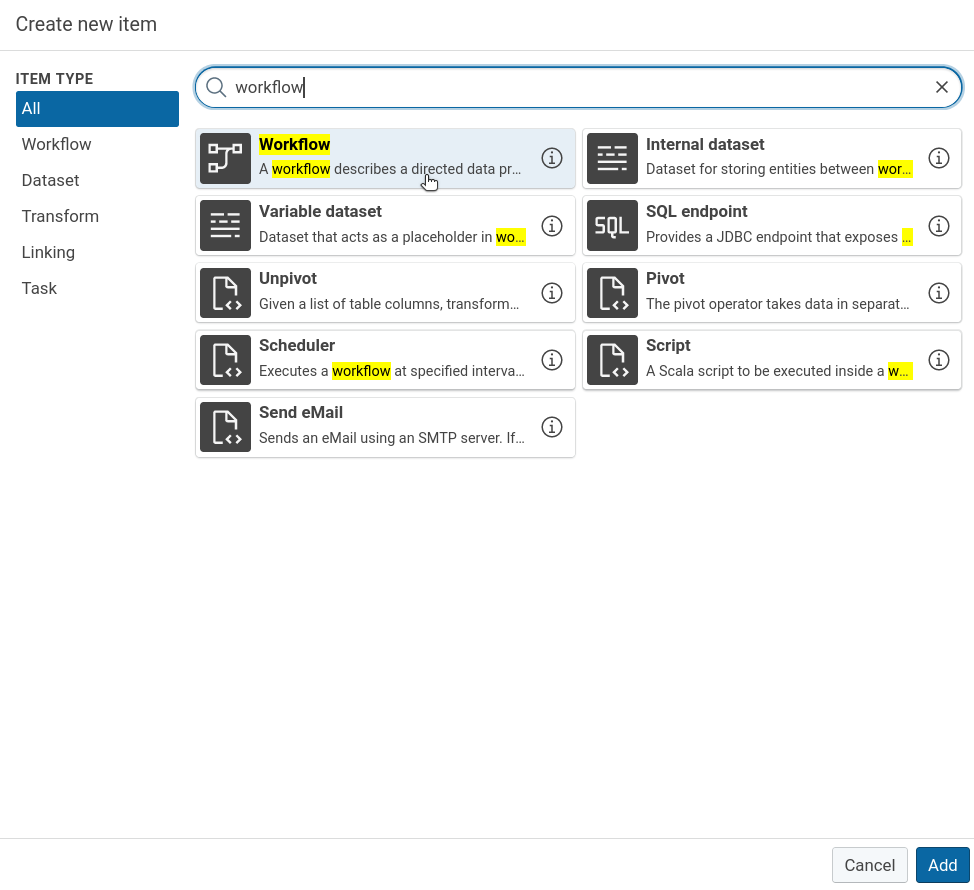 Create new item
ITEM TYPE
All
Workflow
Dataset
Transform
Linking
Task
workflow
Workflow
A workflow describes a directed data pr…
Internal dataset
Dataset for storing entities between wor…
Variable dataset
Dataset that acts as a placeholder in wo…
SQL
SQL endpoint
Provides a JDBC endpoint that exposes …
Unpivot
Given a list of table columns, transform…
Pivot
The pivot operator takes data in separat…
Scheduler
Executes a workflow at specified interva…
Script
A Scala script to be executed inside a w…
Send eMail
Sends an eMail using an SMTP server. If…
Cancel
Add